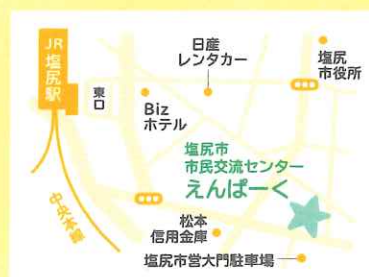 JR
塩尻駅
東口
日産
レンタカー
塩尻
市役所
Biz
ホテル
塩尻市
市民交流センター
えんぱーく
中央本線
松本
信用金庫
塩尻市営大門駐車場